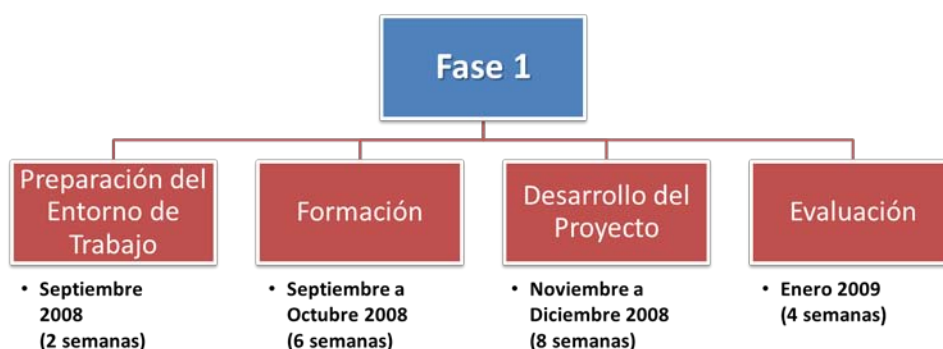 Fase 1
Preparación del
Entorno de
Trabajo
Formación
Desarrollo del
Proyecto
Evaluación
• Septiembre
2008
(2 semanas)
• Septiembre a
Octubre 2008
(6 semanas)
• Noviembre a
Diciembre 2008
(8 semanas)
• Enero 2009
(4 semanas)